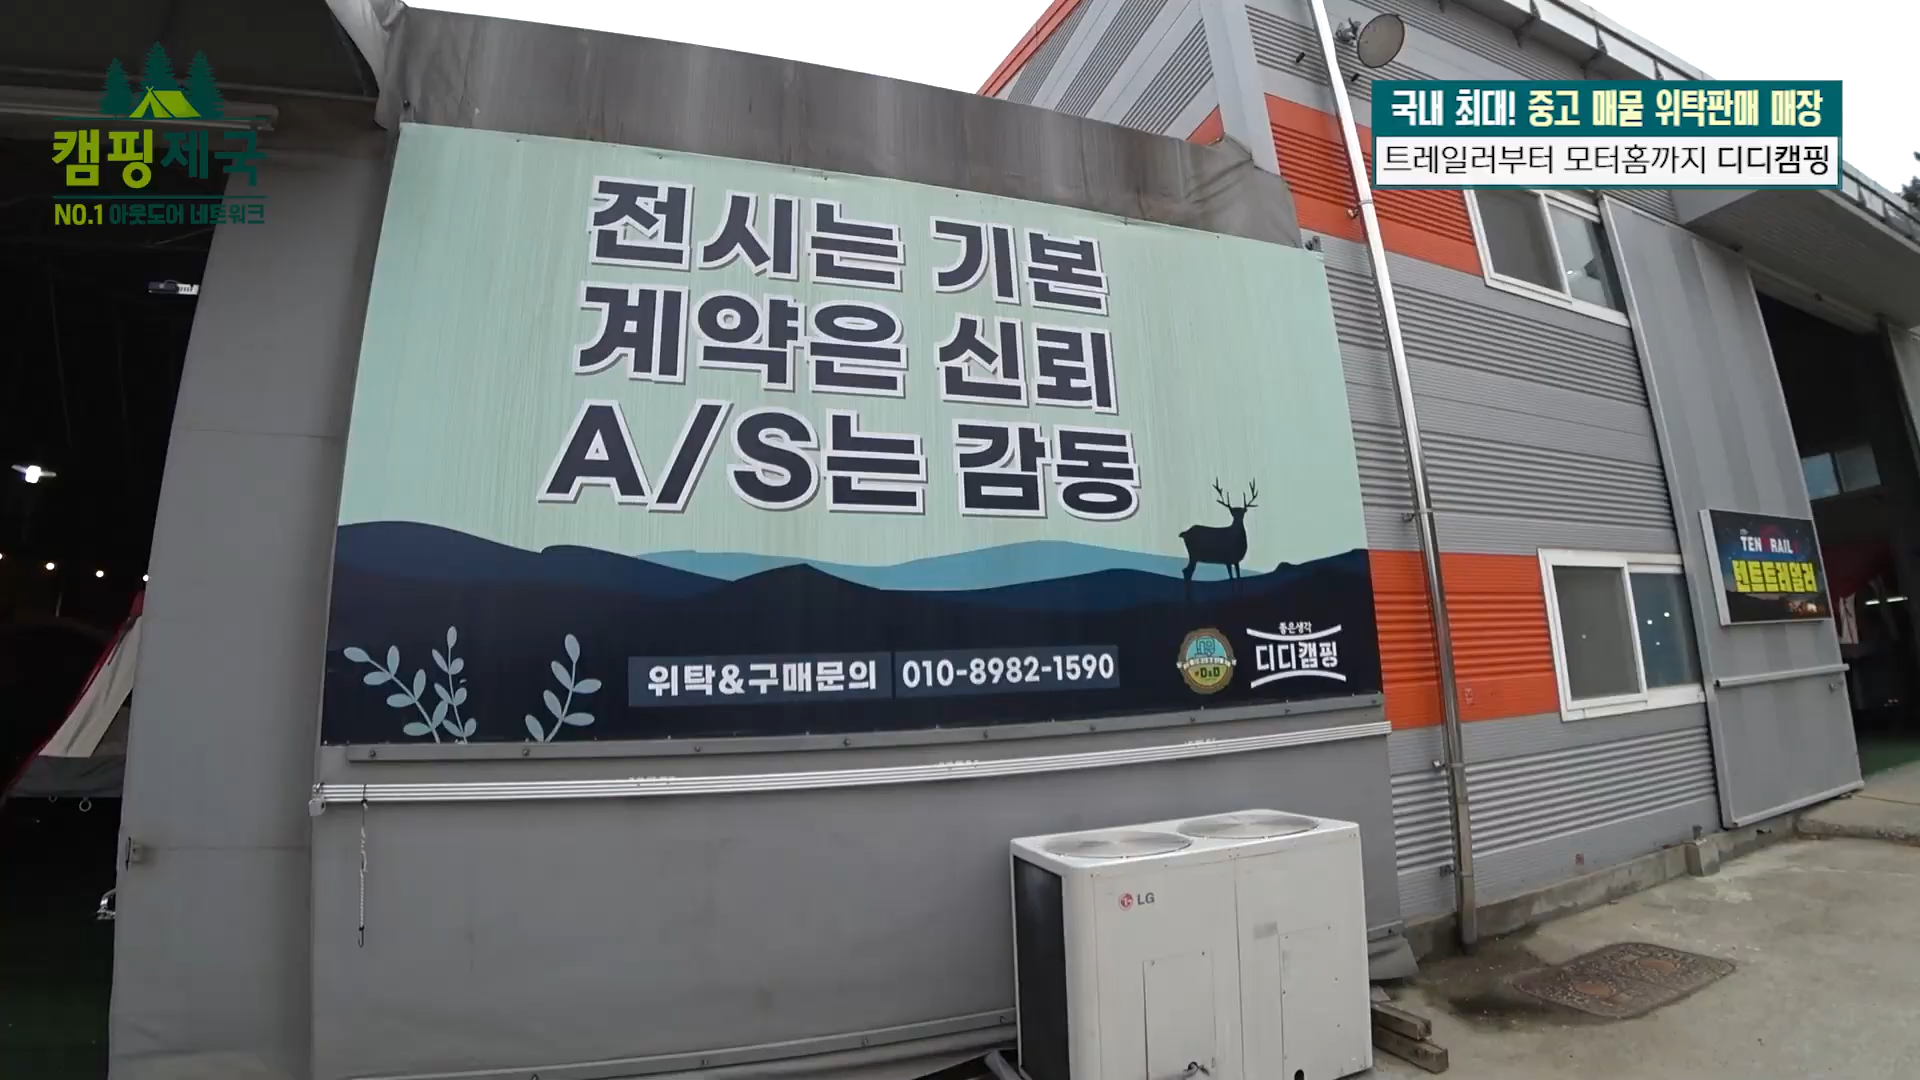 캠핑제국
NO.1 아웃도어 네트워크
국내 최대! 중고 매물 위탁판매 매장
트레일러부터 모터홈까지 디디캠핑
전시는 기본
계약은 신뢰
A/S는 감동
위탁&구매문의 010-8982-1590
D&D
좋은생각
디디캠핑
텐트트레일러
LG